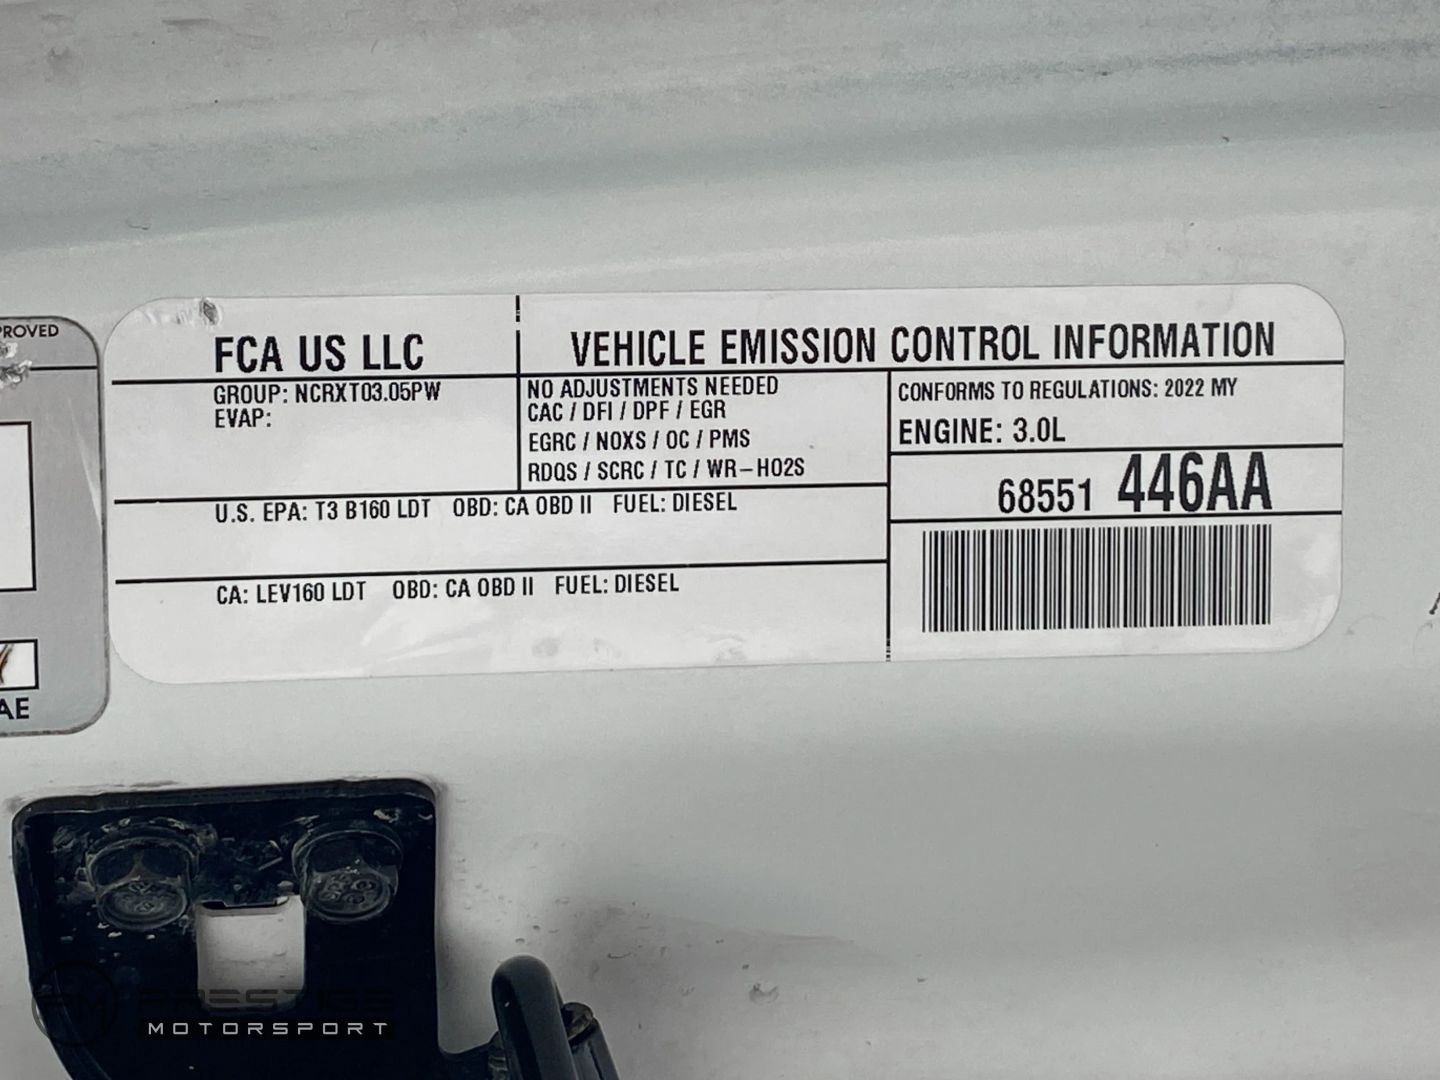 PROVED
FCA US LLC
VEHICLE EMISSION CONTROL INFORMATION
GROUP: NCRXT03.05PW
EVAP:
NO ADJUSTMENTS NEEDED
CAC / DFI / DPF / EGR
EGRC / NOXS / OC / PMS
RDQS / SCRC / TC / WR-HO2S
CONFORMS TO REGULATIONS: 2022 MY
ENGINE: 3.0L
68551 446AA
U.S. EPA: T3 B160 LDT OBD: CA OBD II FUEL: DIESEL
CA: LEV160 LDT OBD: CA OBD II FUEL: DIESEL
AE
PM PRESTIGE
MOTORSPORT